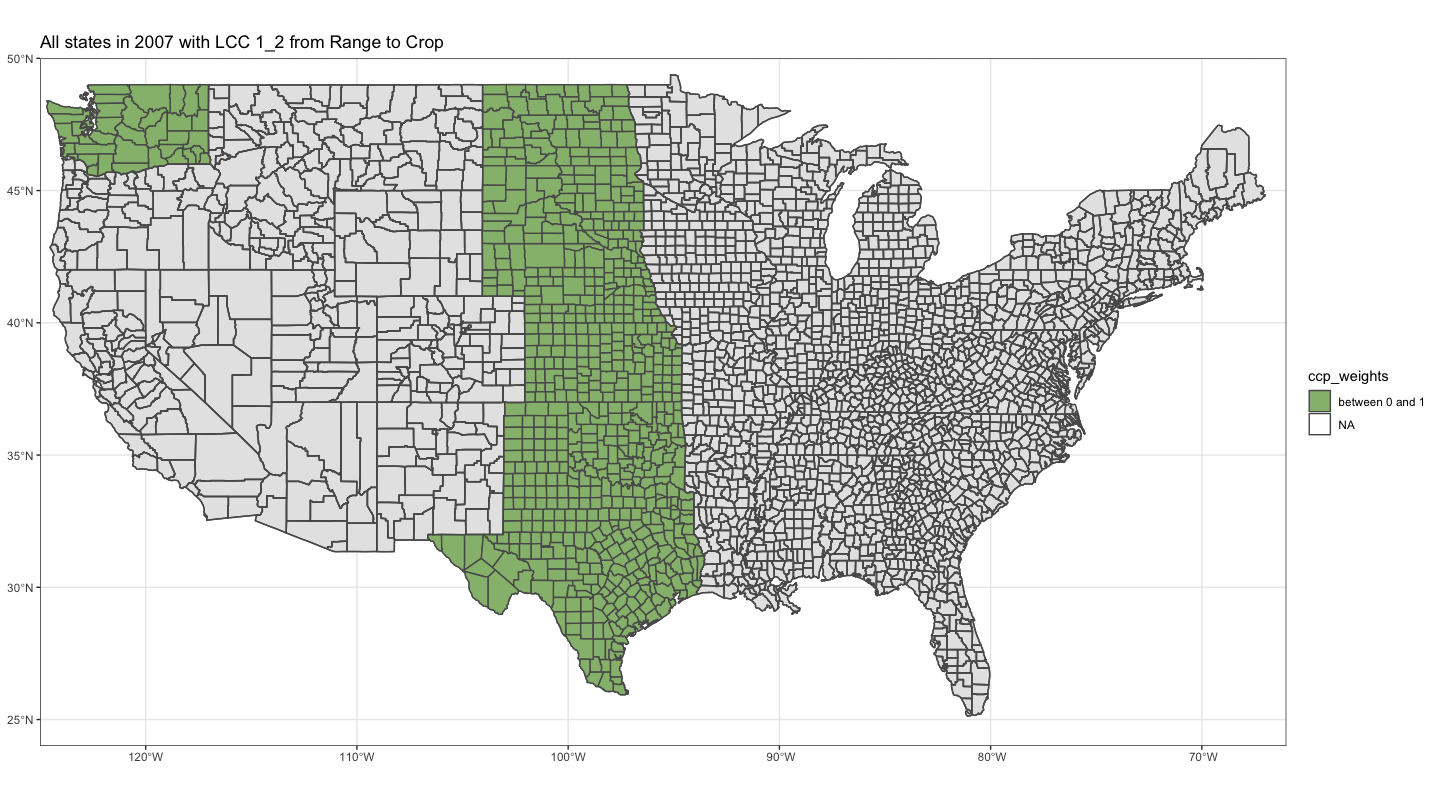 All states in 2007 with LCC 1_2 from Range to Crop
50°N
45°N
40°N
35°N
30°N
25°N
120°W 110°W 100°W 90°W 80°W 70°W
ccp_weights
between 0 and 1
NA